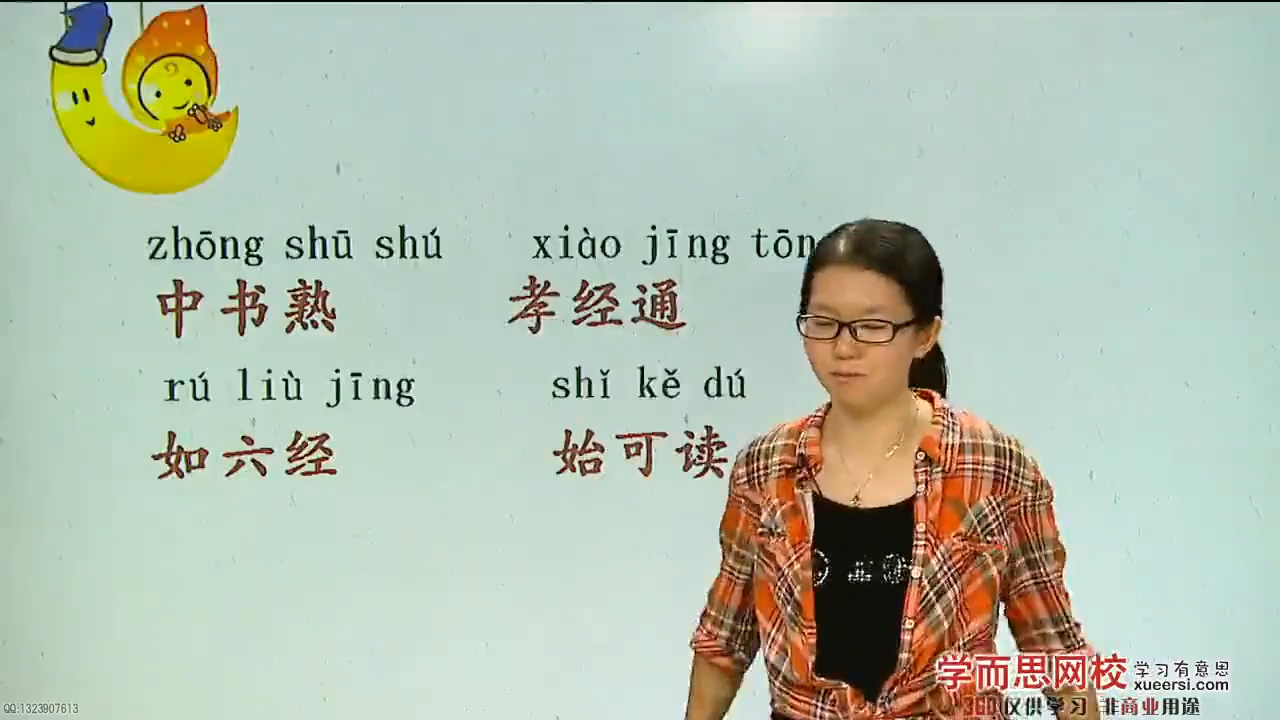 zhōng shū shú xiào jīng tōn
中书熟 孝经通
rú liù jīng shǐ kě dú
如六经 始可读
学而思网校 学习有意思
xueersi.com
360 仅供学习 非商业用途
QQ:1323907613